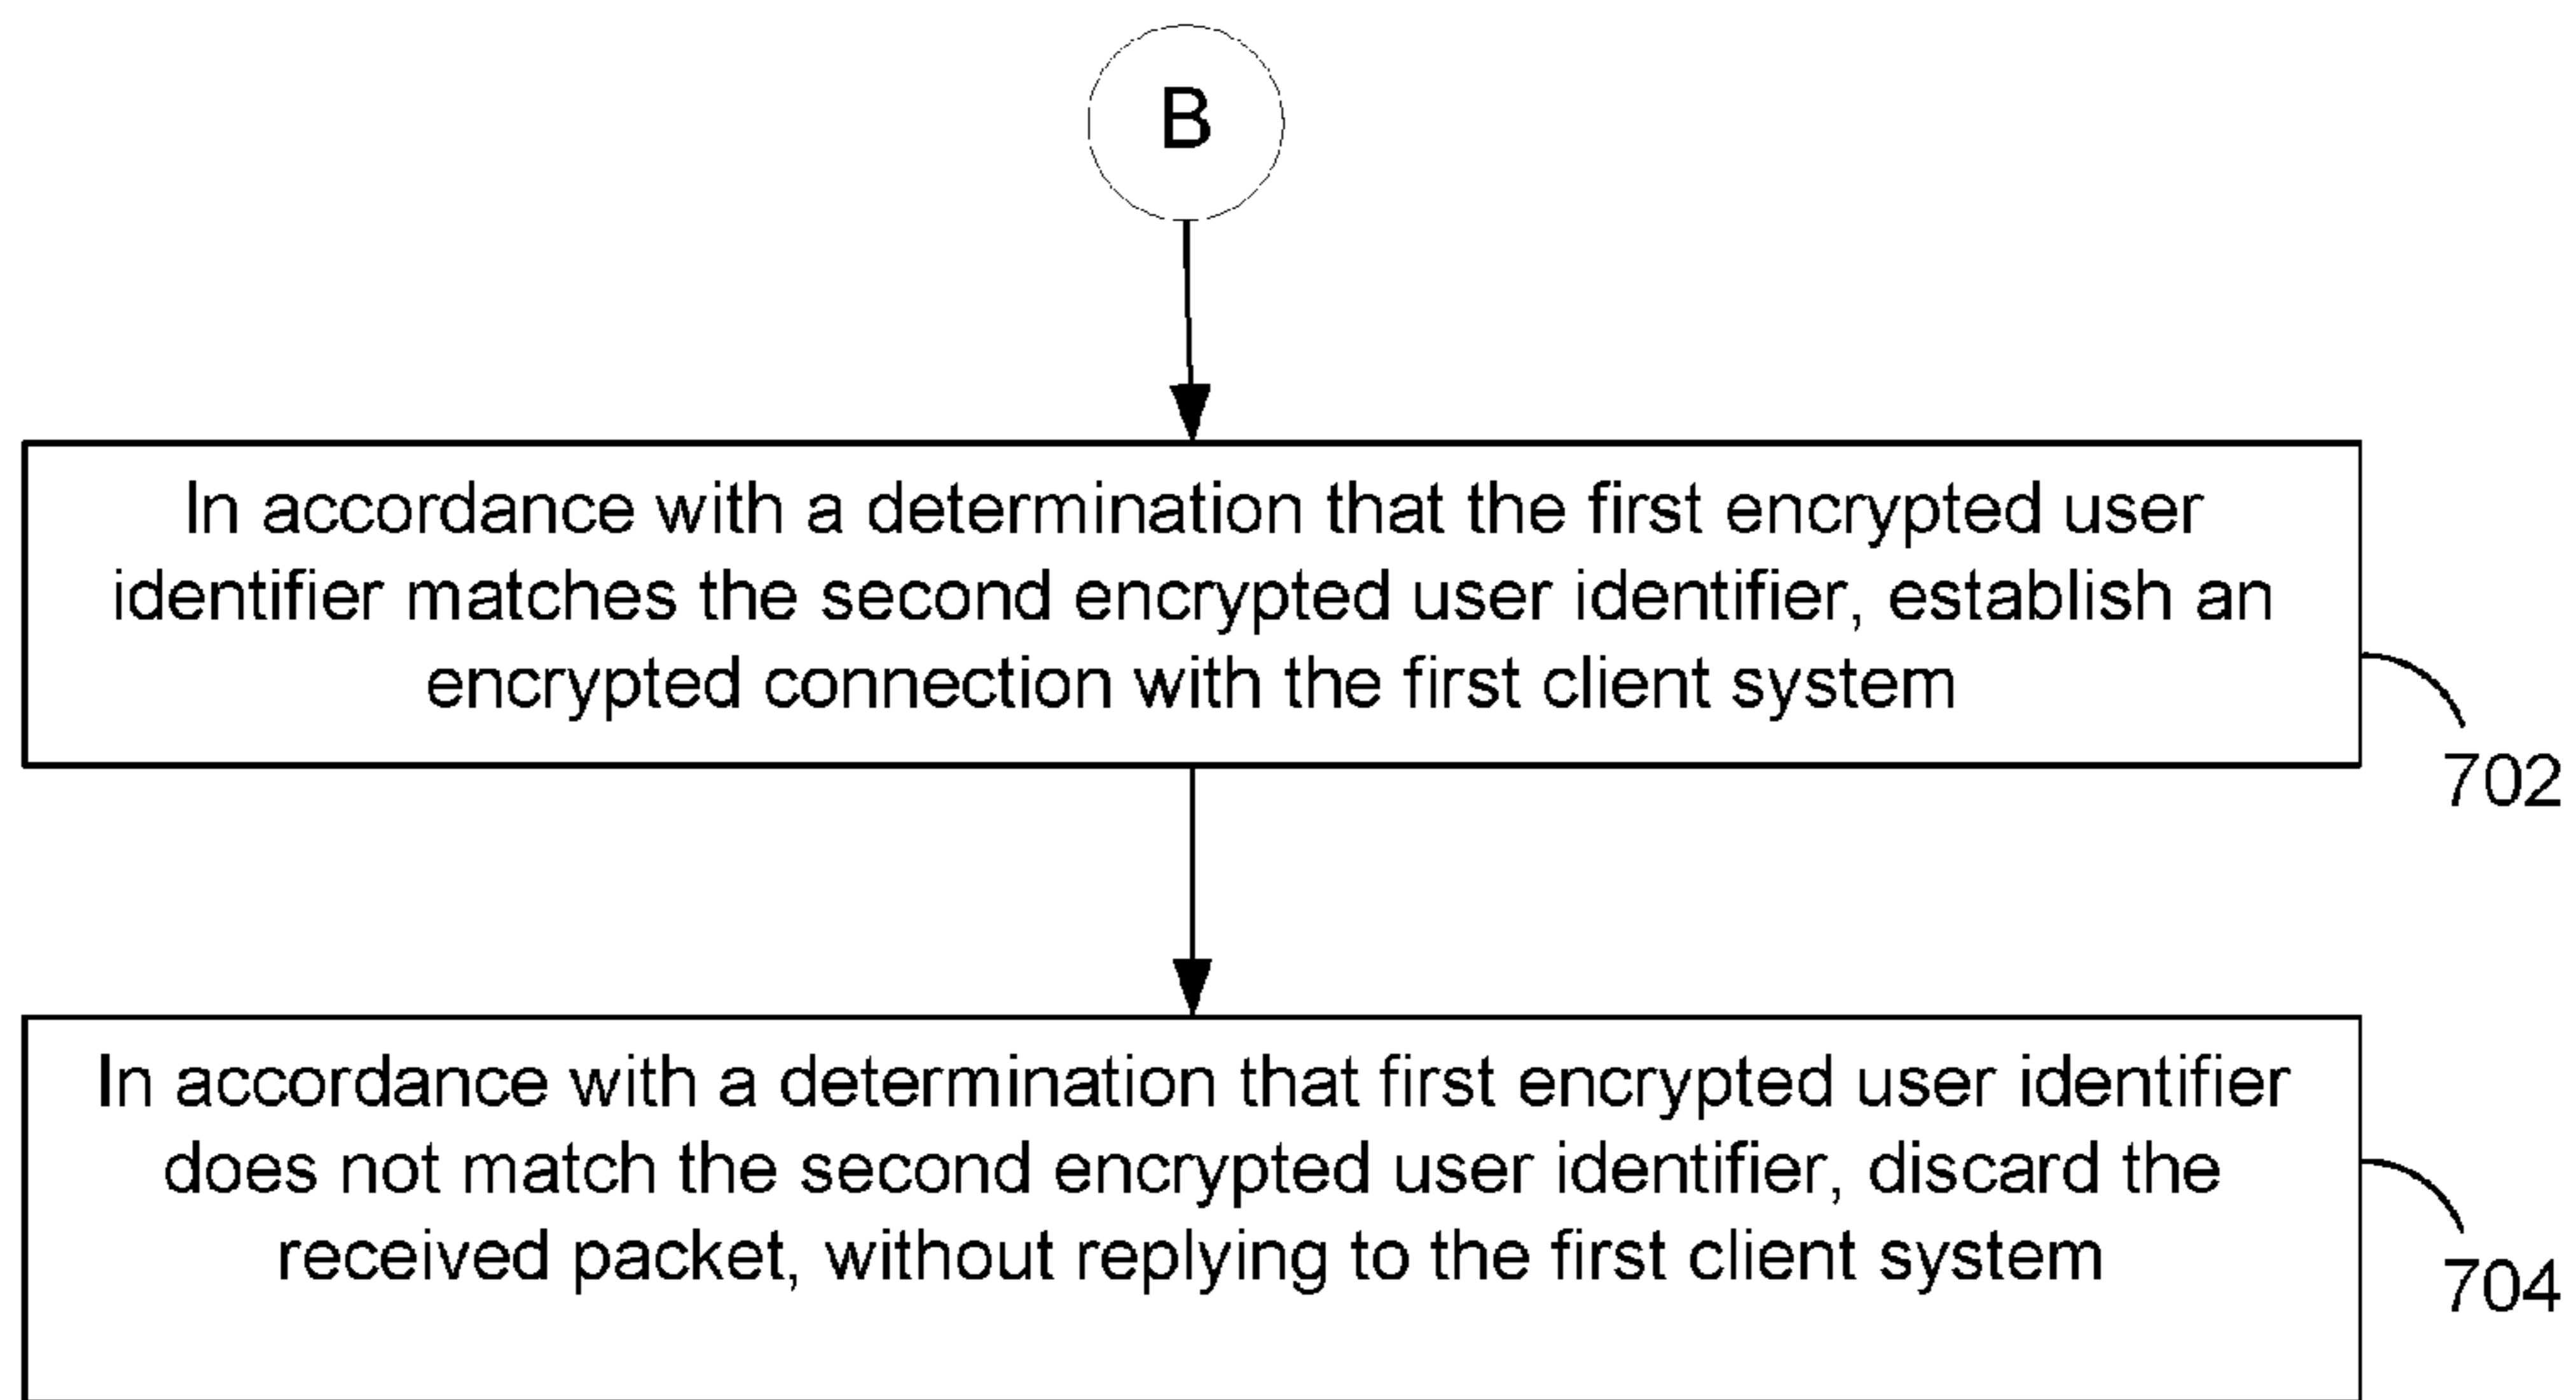 B
In accordance with a determination that the first encrypted user
identifier matches the second encrypted user identifier, establish an
encrypted connection with the first client system
702
In accordance with a determination that first encrypted user identifier
does not match the second encrypted user identifier, discard the
received packet, without replying to the first client system
704